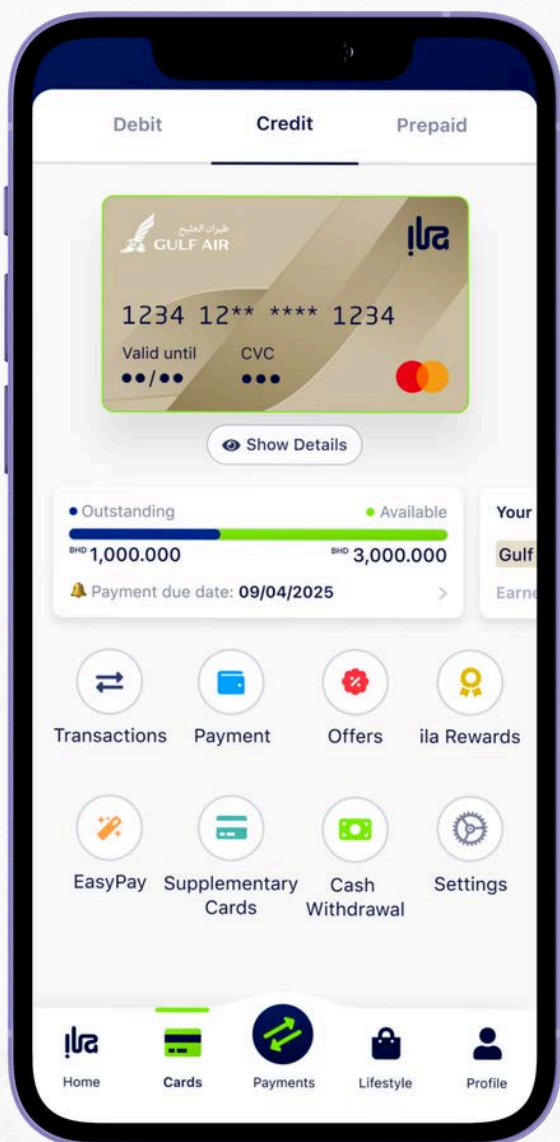 Debit Credit Prepaid
طيران الخليج
GULF AIR
ila
1234 12** **** 1234
Valid until CVC
••/•• •••
Show Details
Outstanding Available
BHD 1,000.000 BHD 3,000.000
Payment due date: 09/04/2025
Your
Gulf
Earne
Transactions Payment Offers ila Rewards
EasyPay Supplementary Cards Cash Withdrawal Settings
ila
Home Cards Payments Lifestyle Profile